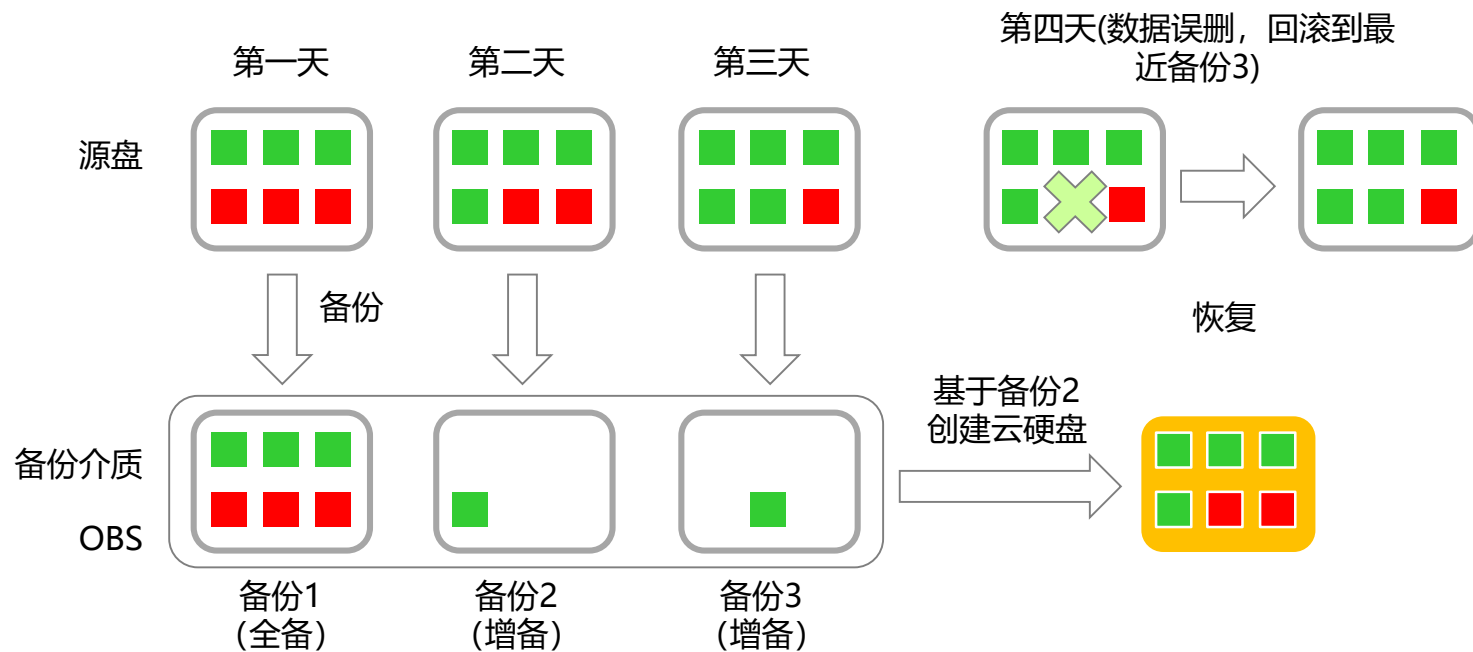 第一天
第二天
第三天
第四天(数据误删，回滚到最
近备份3)
源盘
备份
恢复
基于备份2
创建云硬盘
备份介质
OBS
备份1
（全备）
备份2
（增备）
备份3
（增备）